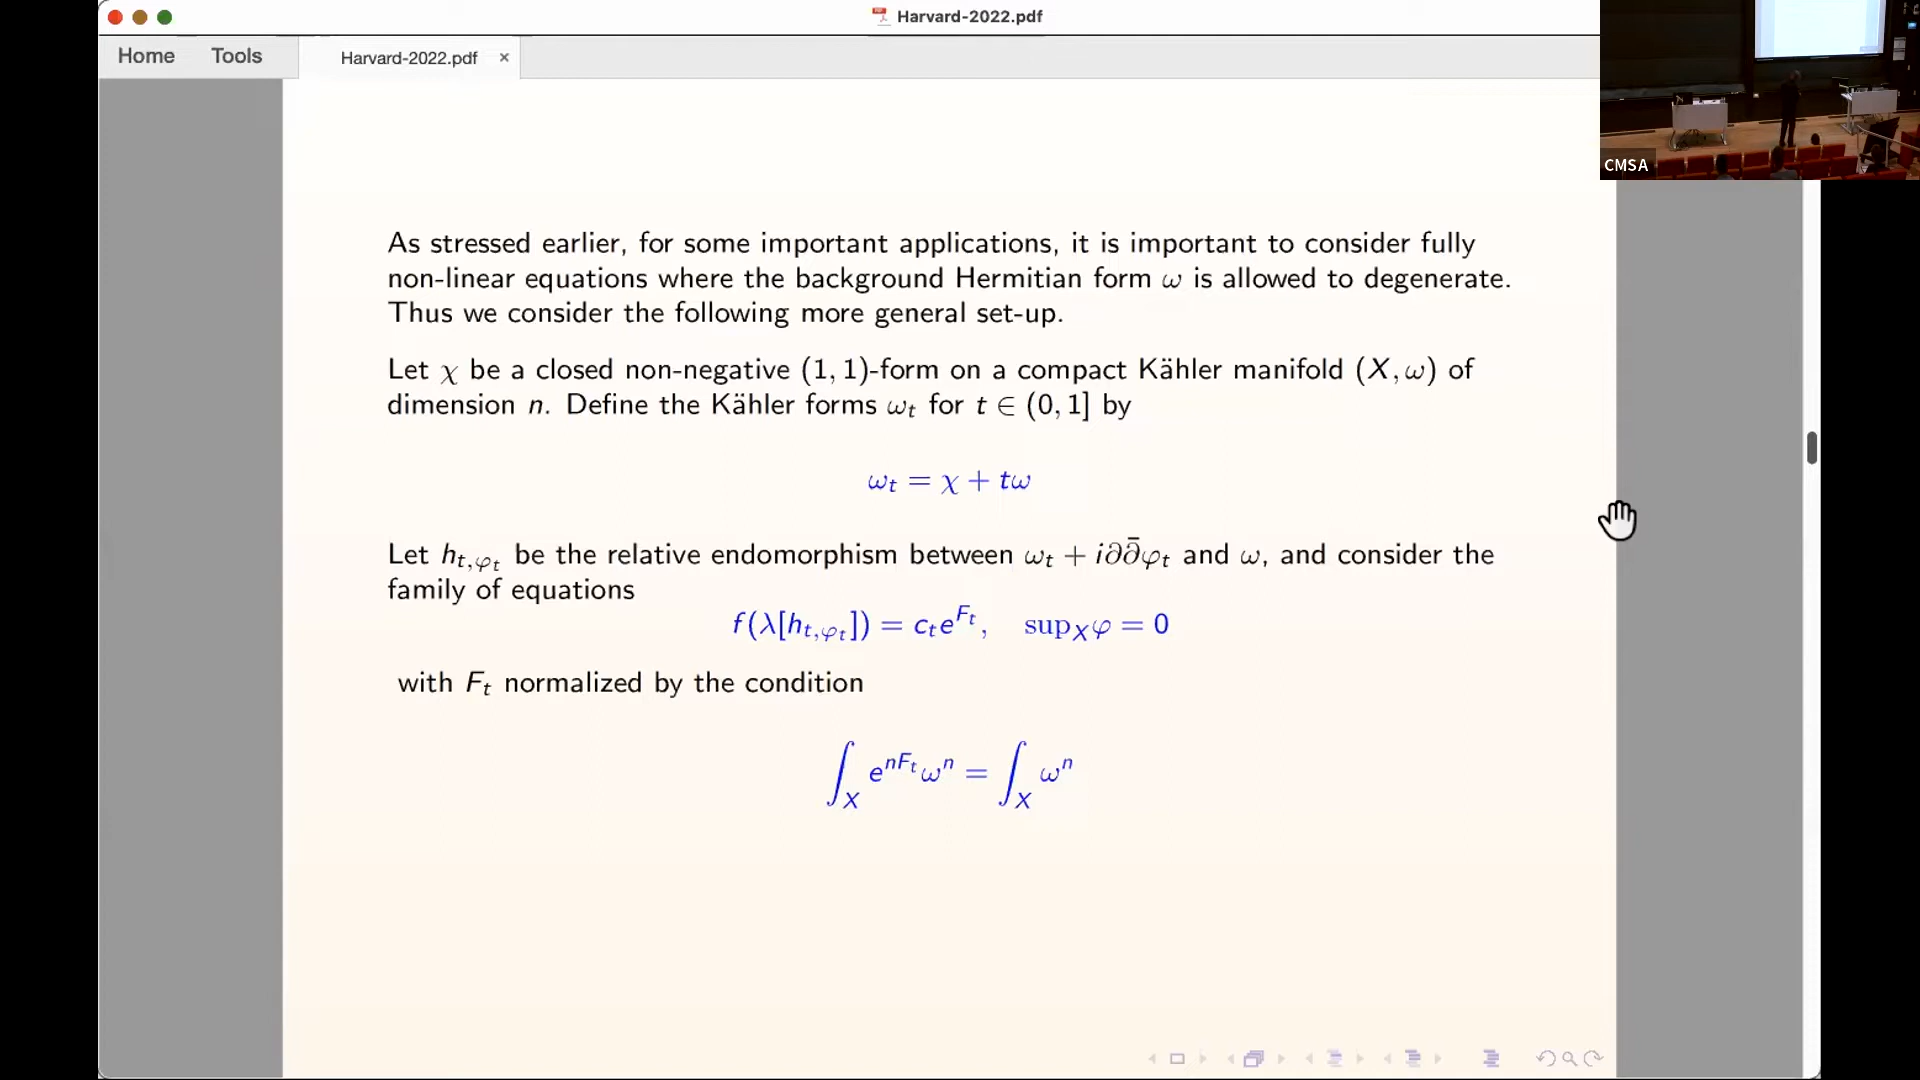 Harvard-2022.pdf
Home Tools Harvard-2022.pdf ×
CMSA
As stressed earlier, for some important applications, it is important to consider fully
non-linear equations where the background Hermitian form ω is allowed to degenerate.
Thus we consider the following more general set-up.
Let χ be a closed non-negative (1, 1)-form on a compact Kähler manifold (X, ω) of
dimension n. Define the Kähler forms ω_t for t ∈ (0, 1] by
ω_t = χ + tω
Let h_{t,φ_t} be the relative endomorphism between ω_t + i∂∂̄φ_t and ω, and consider the
family of equations
f(λ[h_{t,φ_t}]) = c_t e^{F_t}, sup_X φ = 0
with F_t normalized by the condition
∫_X e^{nF_t} ω^n = ∫_X ω^n